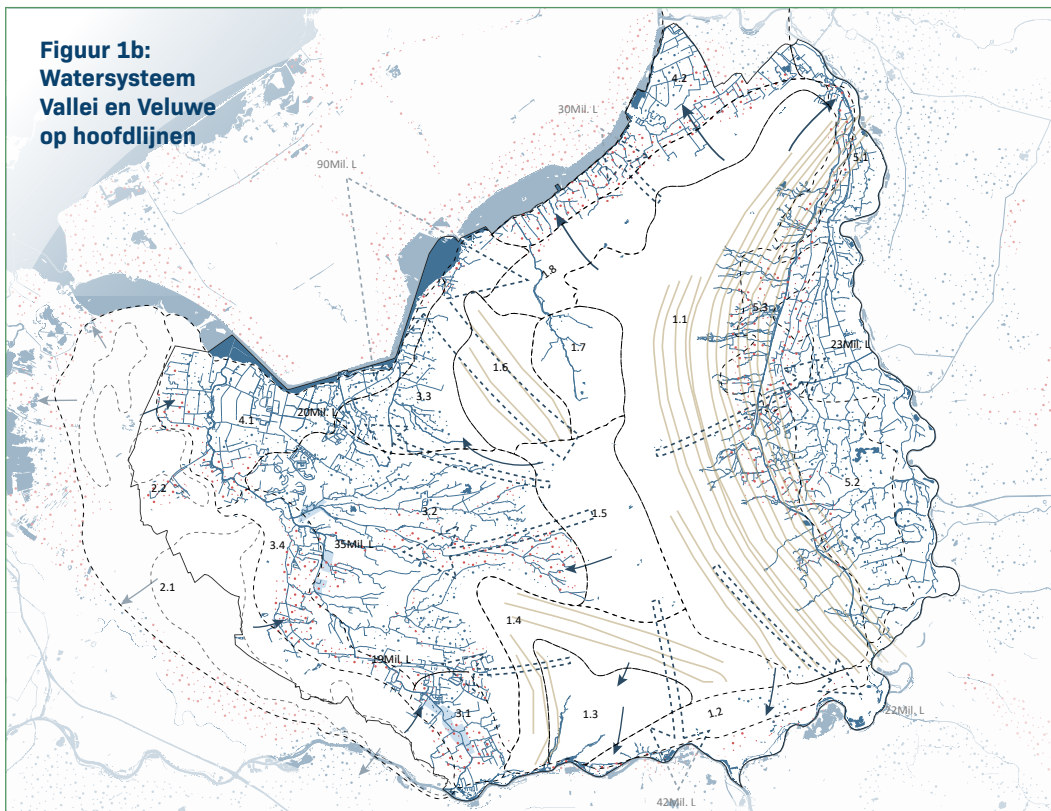 Figuur 1b:
Watersysteem
Vallei en Veluwe
op hoofdlijnen
4.2
30Mil. L
90Mil. L
5.1
1.8
5.3
1.1
1.7
23Mil. L
1.6
3.3
20Mil. L
4.1
5.2
2.2
3.2
1.5
3.4
35Mil. L
2.1
1.4
19Mil. L
3.1
1.3
1.2
22Mil. L
42Mil. L